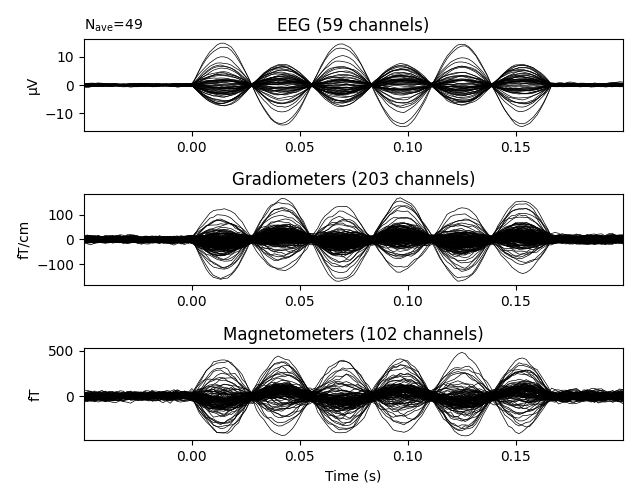 N_ave=49
EEG (59 channels)
µV
10
0
−10
0.00 0.05 0.10 0.15
Gradiometers (203 channels)
fT/cm
100
0
−100
0.00 0.05 0.10 0.15
Magnetometers (102 channels)
fT
500
0
0.00 0.05 0.10 0.15
Time (s)